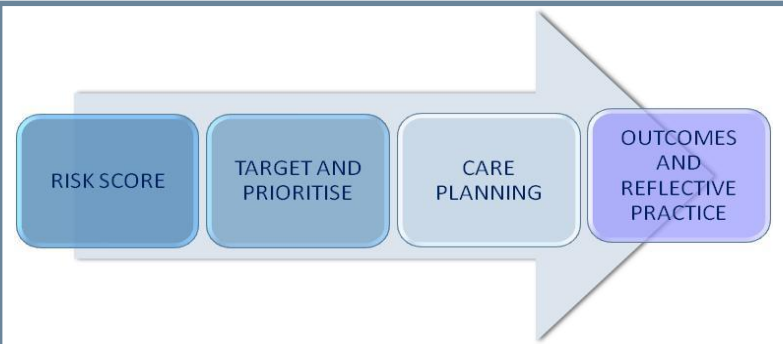 RISK SCORE
TARGET AND
PRIORITISE
CARE
PLANNING
OUTCOMES
AND
REFLECTIVE
PRACTICE